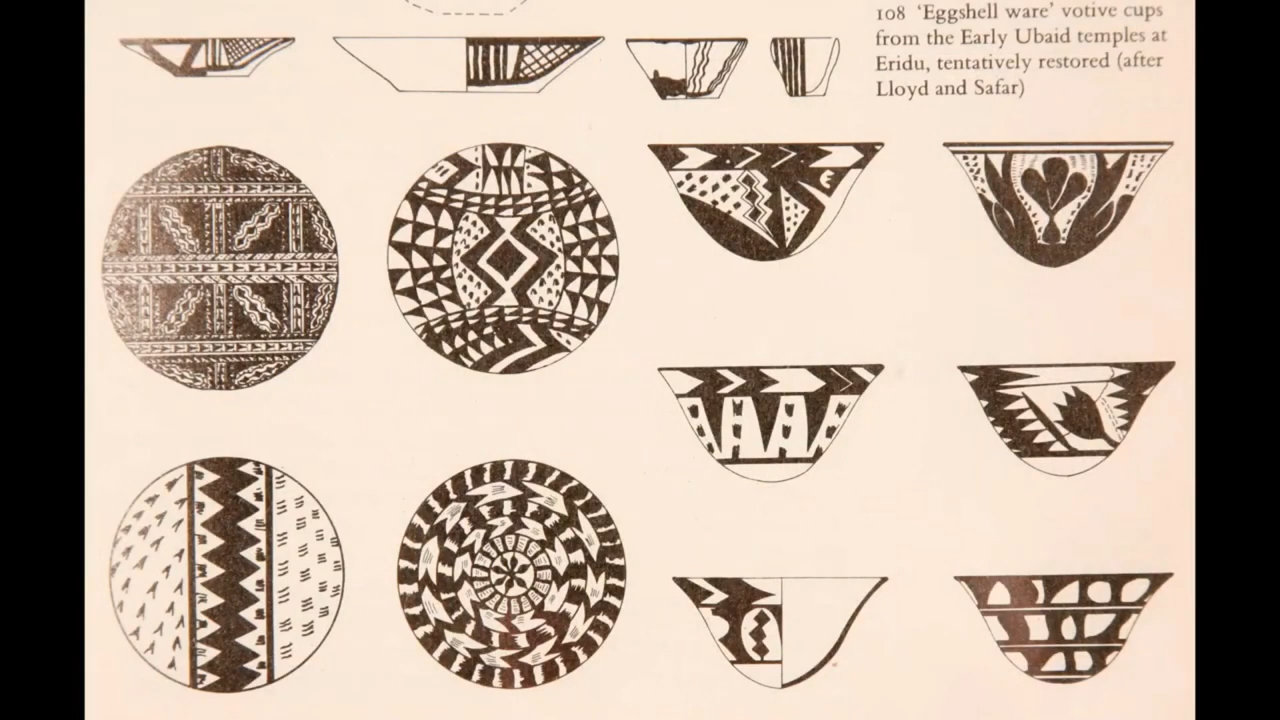 108 ‘Eggshell ware’ votive cups
from the Early Ubaid temples at
Eridu, tentatively restored (after
Lloyd and Safar)